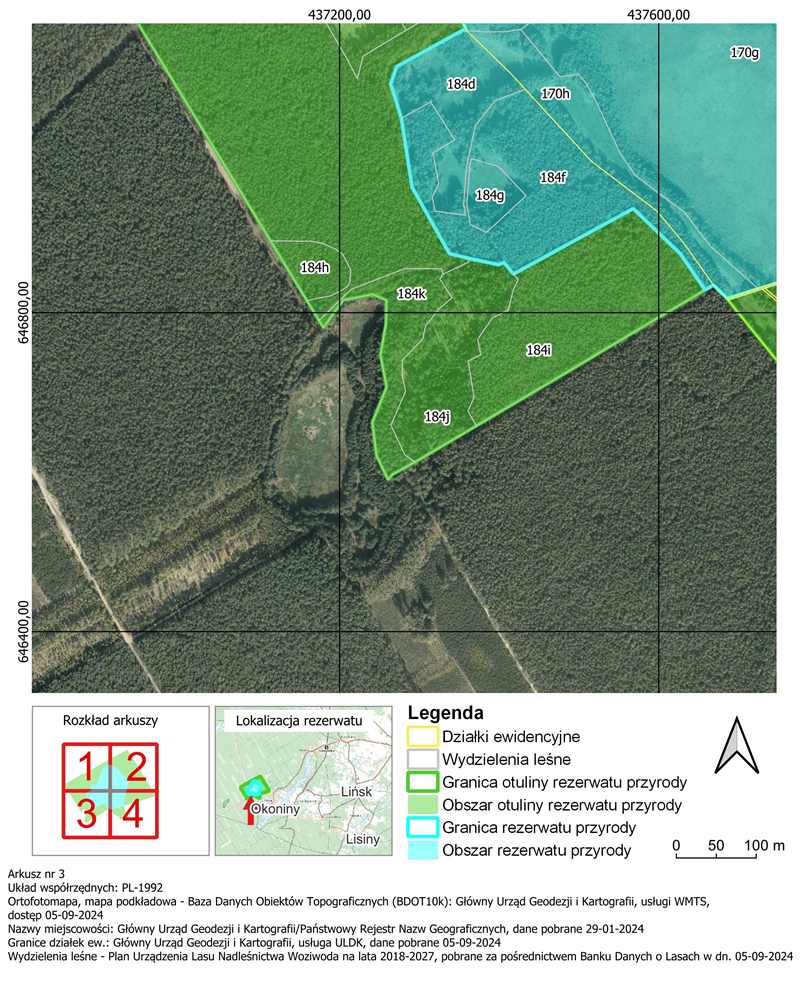 437200,00
437600,00
170g
184d
170h
184f
184g
184h
184k
646800,00
184i
184j
646400,00
Rozkład arkuszy
1
2
3
4
Lokalizacja rezerwatu
Lińsk
Okoniny
Lisiny
Legenda
Działki ewidencyjne
Wydzielenia leśne
Granica otuliny rezerwatu przyrody
Obszar otuliny rezerwatu przyrody
Granica rezerwatu przyrody
Obszar rezerwatu przyrody
0 50 100 m
Arkusz nr 3
Układ współrzędnych: PL-1992
Ortofotomapa, mapa podkładowa - Baza Danych Obiektów Topograficznych (BDOT10k): Główny Urząd Geodezji i Kartografii, usługi WMTS,
dostęp 05-09-2024
Nazwy miejscowości: Główny Urząd Geodezji i Kartografii/Państwowy Rejestr Nazw Geograficznych, dane pobrane 29-01-2024
Granice działek ew.: Główny Urząd Geodezji i Kartografii, usługa ULDK, dane pobrane 05-09-2024
Wydzielenia leśne - Plan Urządzenia Lasu Nadleśnictwa Woziwoda na lata 2018-2027, pobrane za pośrednictwem Banku Danych o Lasach w dn. 05-09-2024